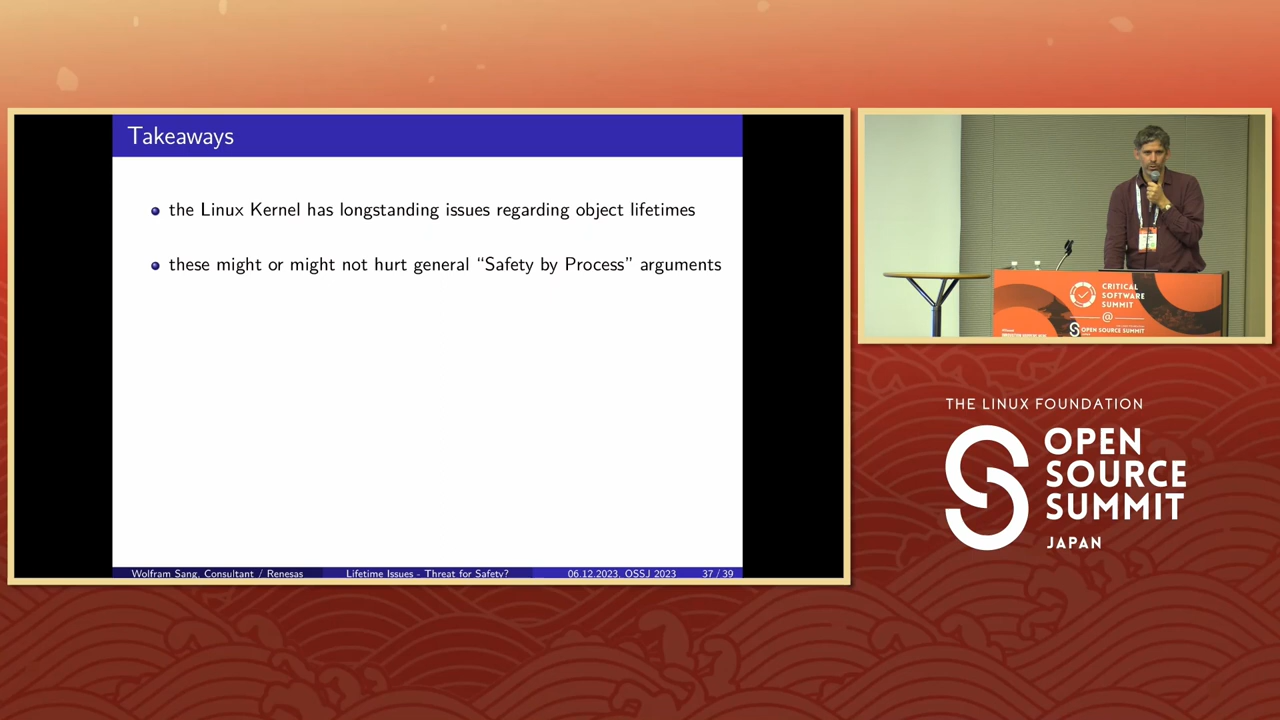 Takeaways
the Linux Kernel has longstanding issues regarding object lifetimes
these might or might not hurt general “Safety by Process” arguments
Wolfram Sang, Consultant / Renesas
Lifetime Issues - Threat for Safety?
06.12.2023, OSSJ 2023
37 / 39
CRITICAL
SOFTWARE
SUMMIT
@
OPEN SOURCE SUMMIT
THE LINUX FOUNDATION
OPEN
SOURCE
SUMMIT
JAPAN